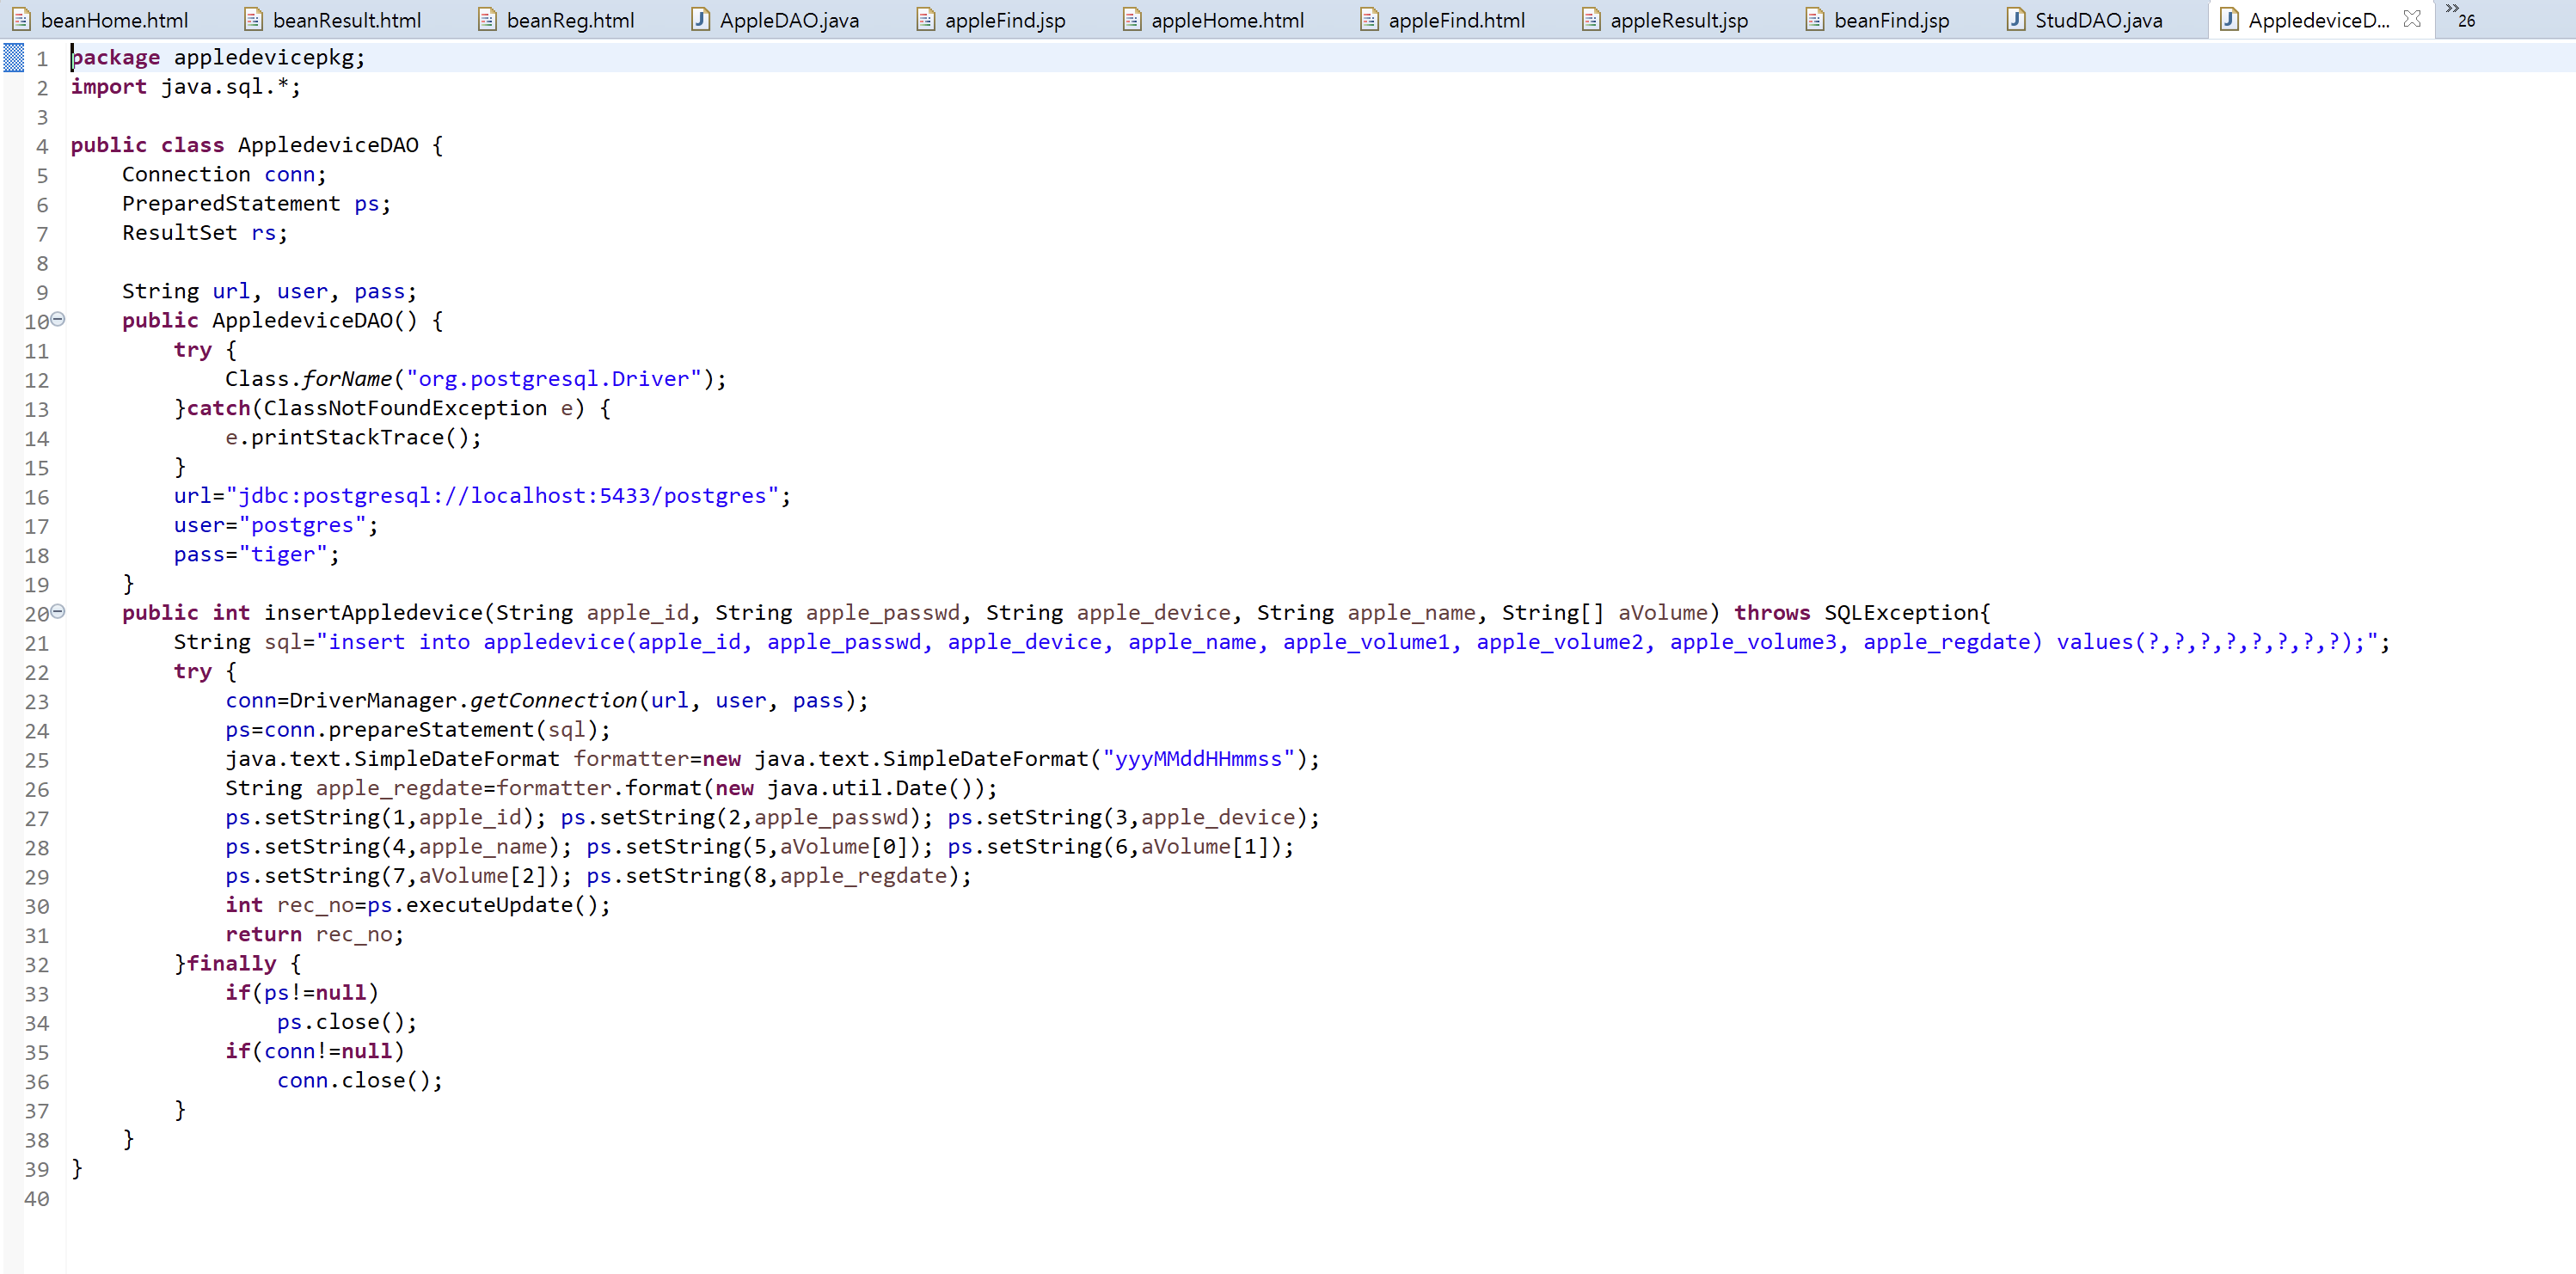 beanHome.html beanResult.html beanReg.html AppleDAO.java appleFind.jsp appleHome.html appleFind.html appleResult.jsp beanFind.jsp StudDAO.java AppledeviceD... »26
1 package appledevicepkg;
2 import java.sql.*;
3
4 public class AppledeviceDAO {
5     Connection conn;
6     PreparedStatement ps;
7     ResultSet rs;
8
9     String url, user, pass;
10     public AppledeviceDAO() {
11         try {
12             Class.forName("org.postgresql.Driver");
13         }catch(ClassNotFoundException e) {
14             e.printStackTrace();
15         }
16         url="jdbc:postgresql://localhost:5433/postgres";
17         user="postgres";
18         pass="tiger";
19     }
20     public int insertAppledevice(String apple_id, String apple_passwd, String apple_device, String apple_name, String[] aVolume) throws SQLException{
21         String sql="insert into appledevice(apple_id, apple_passwd, apple_device, apple_name, apple_volume1, apple_volume2, apple_volume3, apple_regdate) values(?,?,?,?,?,?,?,?);";
22         try {
23             conn=DriverManager.getConnection(url, user, pass);
24             ps=conn.prepareStatement(sql);
25             java.text.SimpleDateFormat formatter=new java.text.SimpleDateFormat("yyyMMddHHmmss");
26             String apple_regdate=formatter.format(new java.util.Date());
27             ps.setString(1,apple_id); ps.setString(2,apple_passwd); ps.setString(3,apple_device);
28             ps.setString(4,apple_name); ps.setString(5,aVolume[0]); ps.setString(6,aVolume[1]);
29             ps.setString(7,aVolume[2]); ps.setString(8,apple_regdate);
30             int rec_no=ps.executeUpdate();
31             return rec_no;
32         }finally {
33             if(ps!=null)
34                 ps.close();
35             if(conn!=null)
36                 conn.close();
37         }
38     }
39 }
40